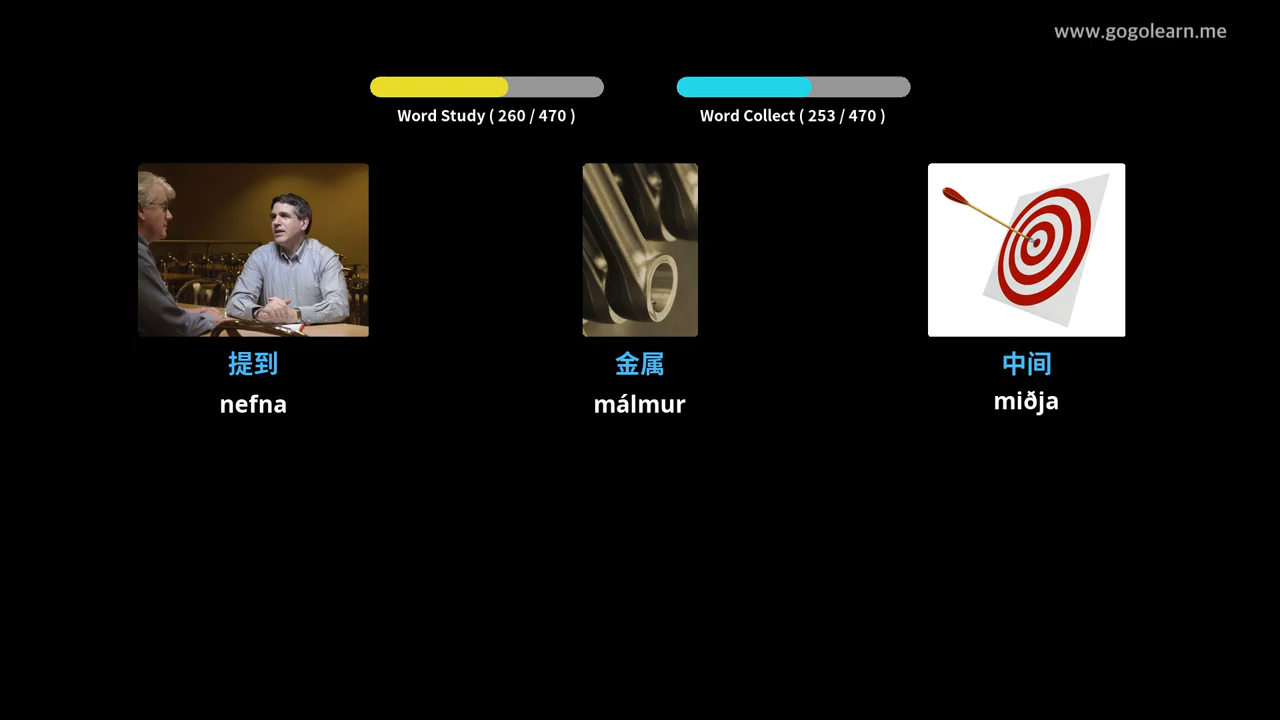 www.gogolearn.me
Word Study ( 260 / 470 )
Word Collect ( 253 / 470 )
提到
nefna
金属
málmur
中间
miðja